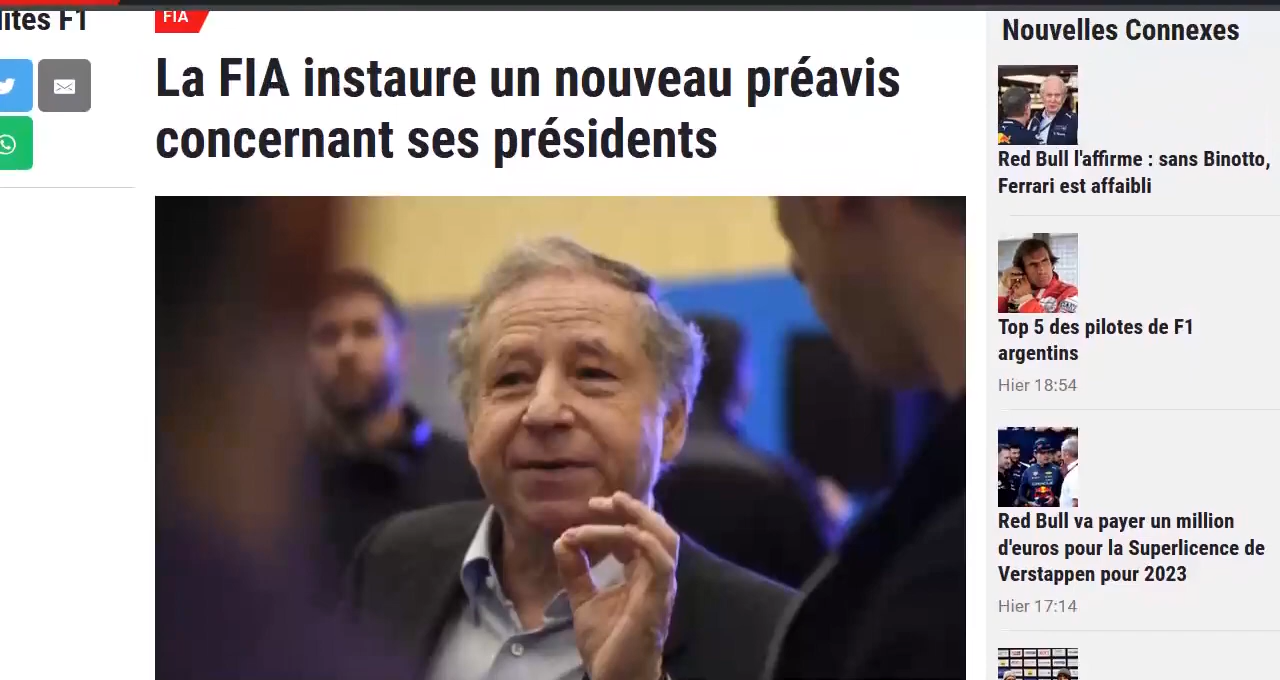 lités F1
FIA
La FIA instaure un nouveau préavis
concernant ses présidents
Nouvelles Connexes
Red Bull l'affirme : sans Binotto,
Ferrari est affaibli
Top 5 des pilotes de F1
argentins
Hier 18:54
Red Bull va payer un million
d'euros pour la Superlicence de
Verstappen pour 2023
Hier 17:14